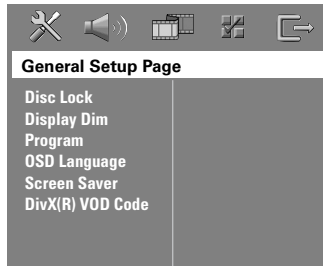 General Setup Page
Disc Lock
Display Dim
Program
OSD Language
Screen Saver
DivX(R) VOD Code